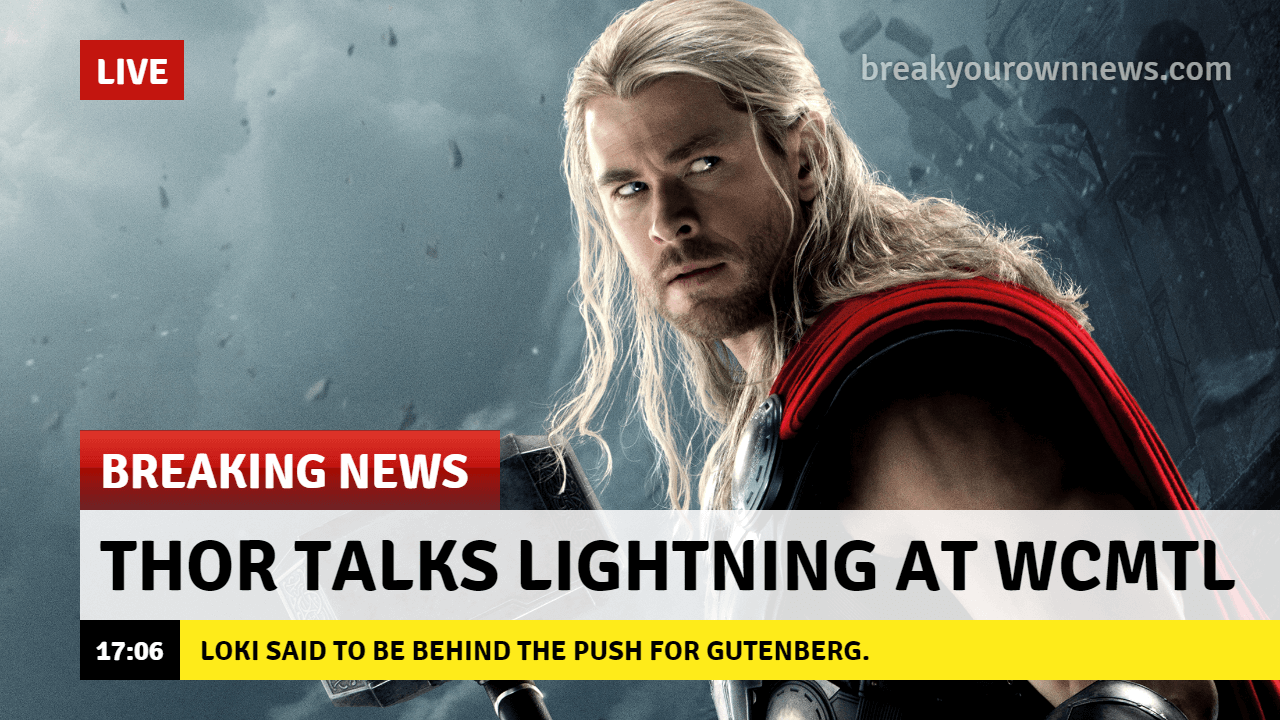 LIVE
breakyourownnews.com
BREAKING NEWS
THOR TALKS LIGHTNING AT WCMTL
17:06 LOKI SAID TO BE BEHIND THE PUSH FOR GUTENBERG.